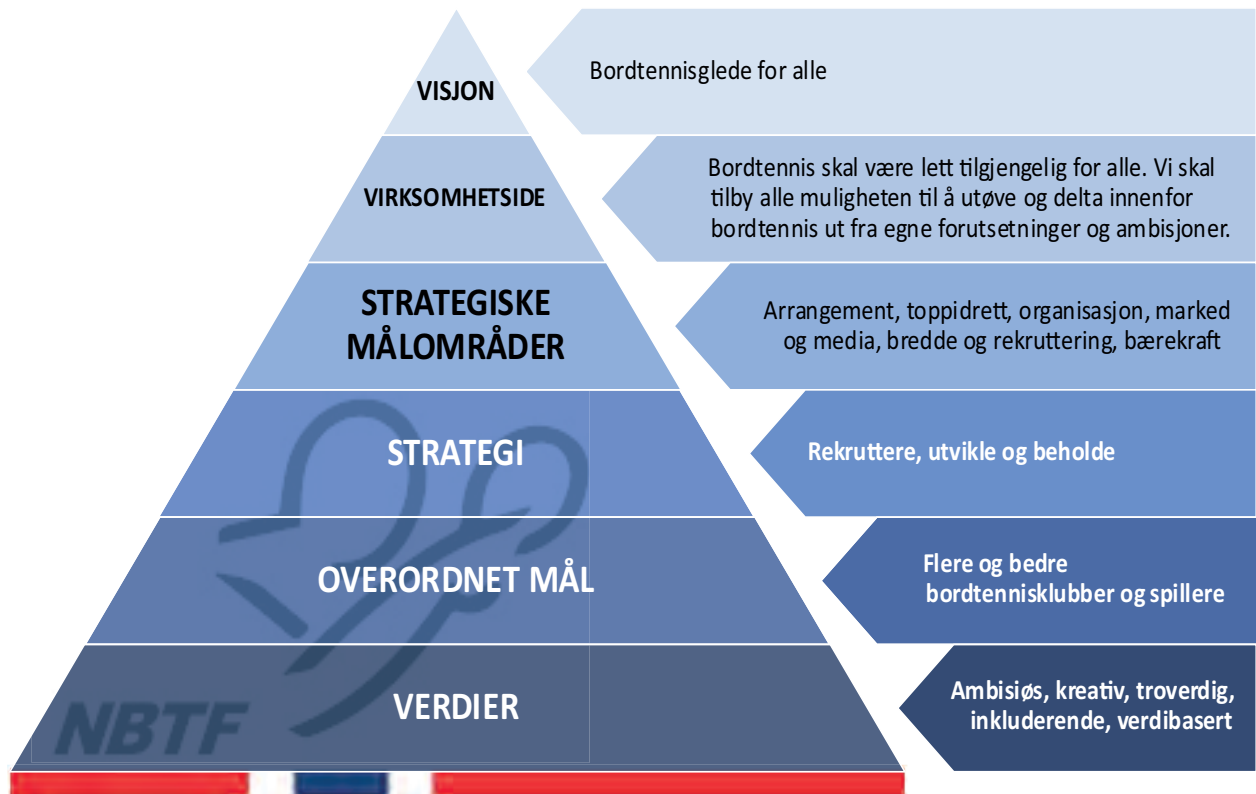 VISJON
Bordtennisglede for alle
VIRKSOMHETSIDE
Bordtennis skal være lett tilgjengelig for alle. Vi skal
tilby alle muligheten til å utøve og delta innenfor
bordtennis ut fra egne forutsetninger og ambisjoner.
STRATEGISKE
MÅLOMRÅDER
Arrangement, toppidrett, organisasjon, marked
og media, bredde og rekruttering, bærekraft
STRATEGI
Rekruttere, utvikle og beholde
OVERORDNET MÅL
Flere og bedre
bordtennisklubber og spillere
VERDIER
Ambisiøs, kreativ, troverdig,
inkluderende, verdibasert
NBTF